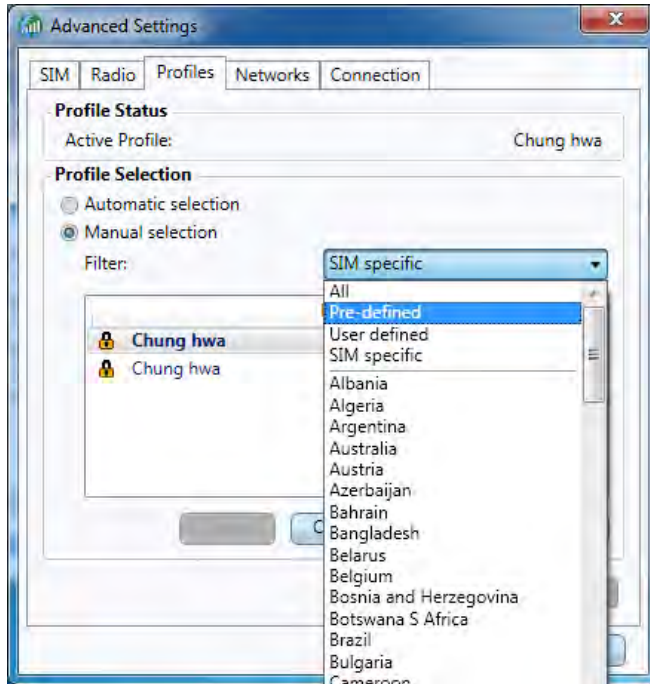 Advanced Settings
SIM Radio Profiles Networks Connection
Profile Status
Active Profile: Chung hwa
Profile Selection
Automatic selection
Manual selection
Filter: SIM specific
All
Pre-defined
User defined
SIM specific
Chung hwa
Chung hwa
Albania
Algeria
Argentina
Australia
Austria
Azerbaijan
Bahrain
Bangladesh
Belarus
Belgium
Bosnia and Herzegovina
Botswana S Africa
Brazil
Bulgaria
Cameroon